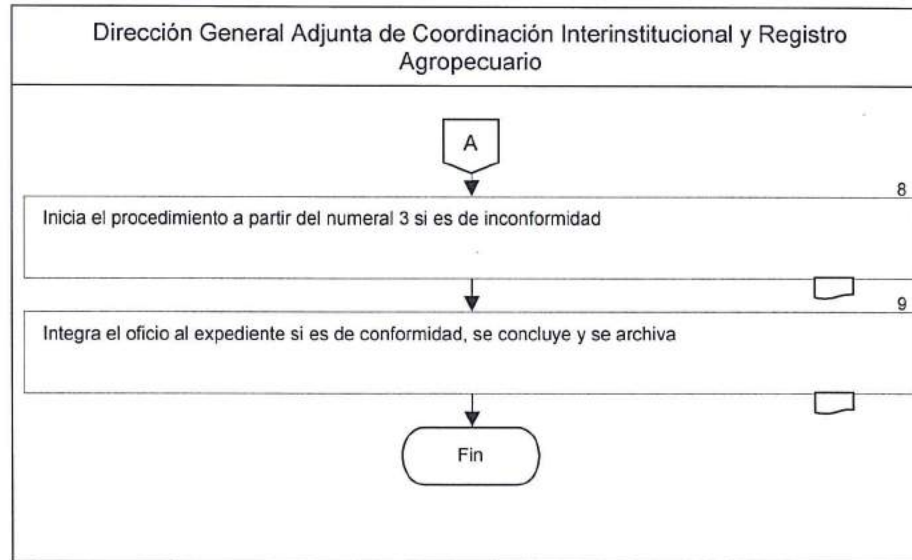 Dirección General Adjunta de Coordinación Interinstitucional y Registro
Agropecuario
A
8
Inicia el procedimiento a partir del numeral 3 si es de inconformidad
9
Integra el oficio al expediente si es de conformidad, se concluye y se archiva
Fin